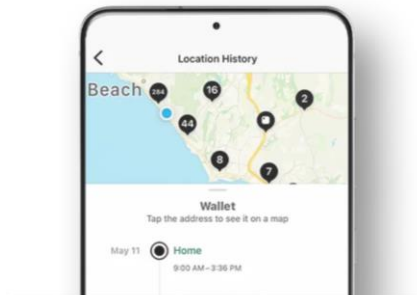 Location History
Beach
284
16
2
44
8
7
Wallet
Tap the address to see it on a map
May 11
Home
9:00 AM–3:36 PM